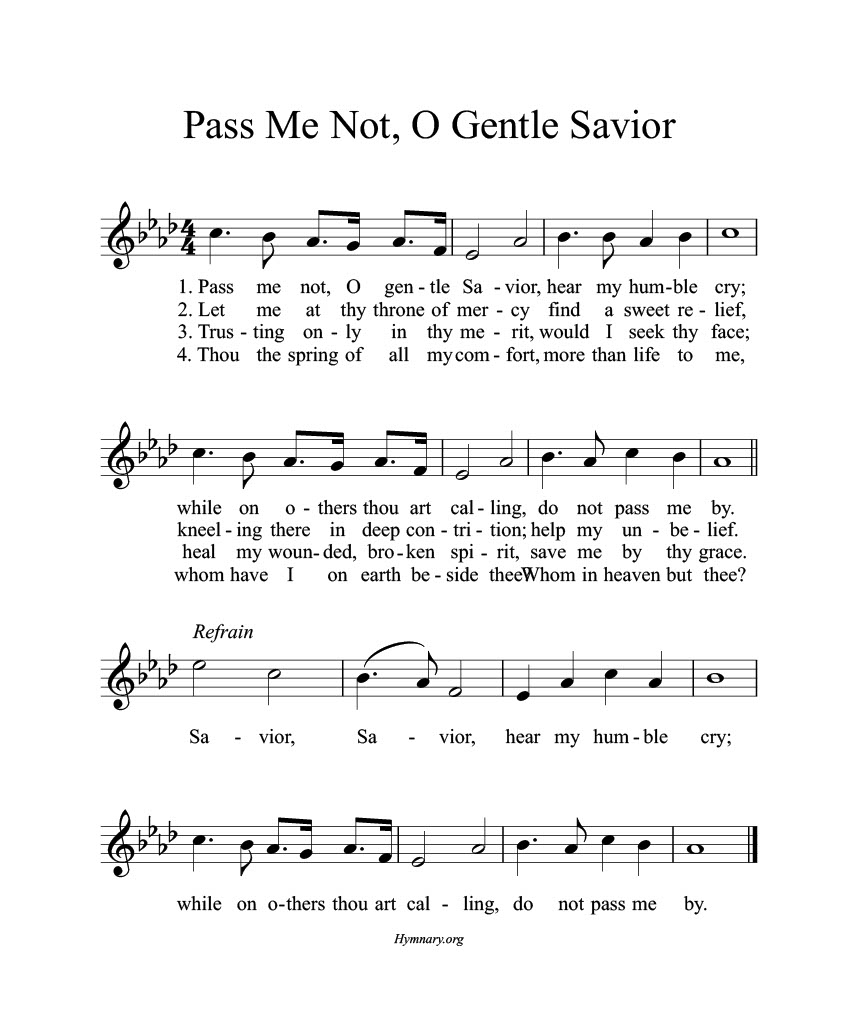 Pass Me Not, O Gentle Savior
1. Pass me not, O gen - tle Sa - vior, hear my hum - ble cry;
2. Let me at thy throne of mer - cy find a sweet re - lief,
3. Trus - ting on - ly in thy me - rit, would I seek thy face;
4. Thou the spring of all my com - fort, more than life to me,
while on o - thers thou art cal - ling, do not pass me by.
kneel - ing there in deep con - tri - tion; help my un - be - lief.
heal my wound - ded, bro - ken spi - rit, save me by thy grace.
whom have I on earth be - side thee? Whom in heaven but thee?
Refrain
Sa - vior, Sa - vior, hear my hum - ble cry;
while on o - thers thou art cal - ling, do not pass me by.
Hymnary.org